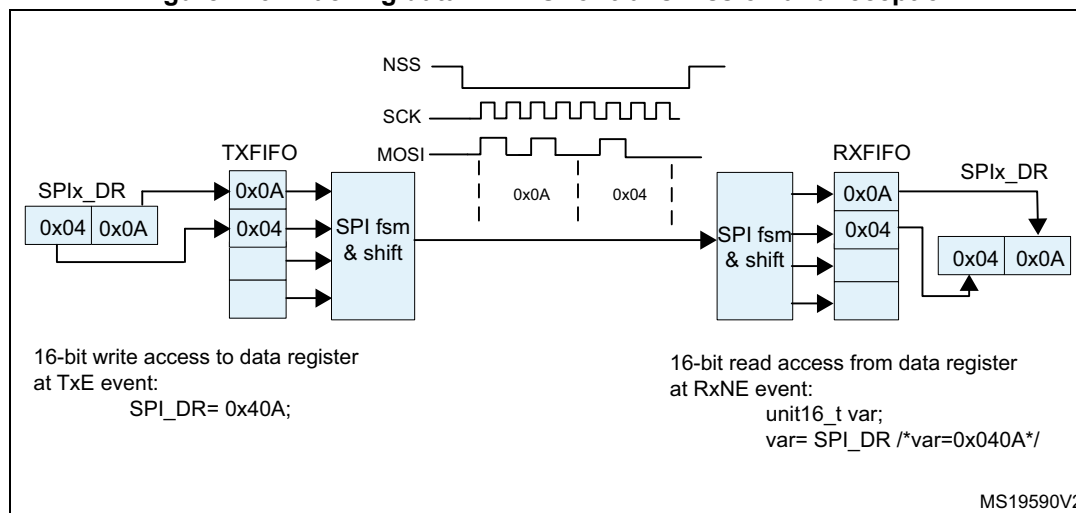 NSS
SCK
MOSI
TXFIFO
RXFIFO
SPIx_DR
SPIx_DR
0x0A
0x0A
0x04
0x0A
0x04 0x0A
0x04
SPI fsm
& shift
SPI fsm
& shift
0x04
0x04 0x0A
16-bit write access to data register
at TxE event:
SPI_DR= 0x40A;
16-bit read access from data register
at RxNE event:
unit16_t var;
var= SPI_DR /*var=0x040A*/
MS19590V2